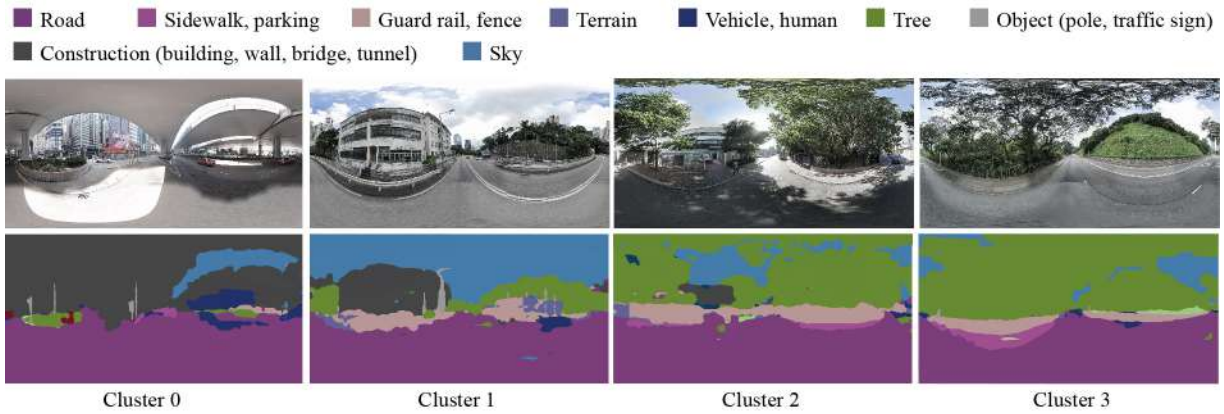 Road Sidewalk, parking Guard rail, fence Terrain Vehicle, human Tree Object (pole, traffic sign)
Construction (building, wall, bridge, tunnel) Sky
Cluster 0 Cluster 1 Cluster 2 Cluster 3